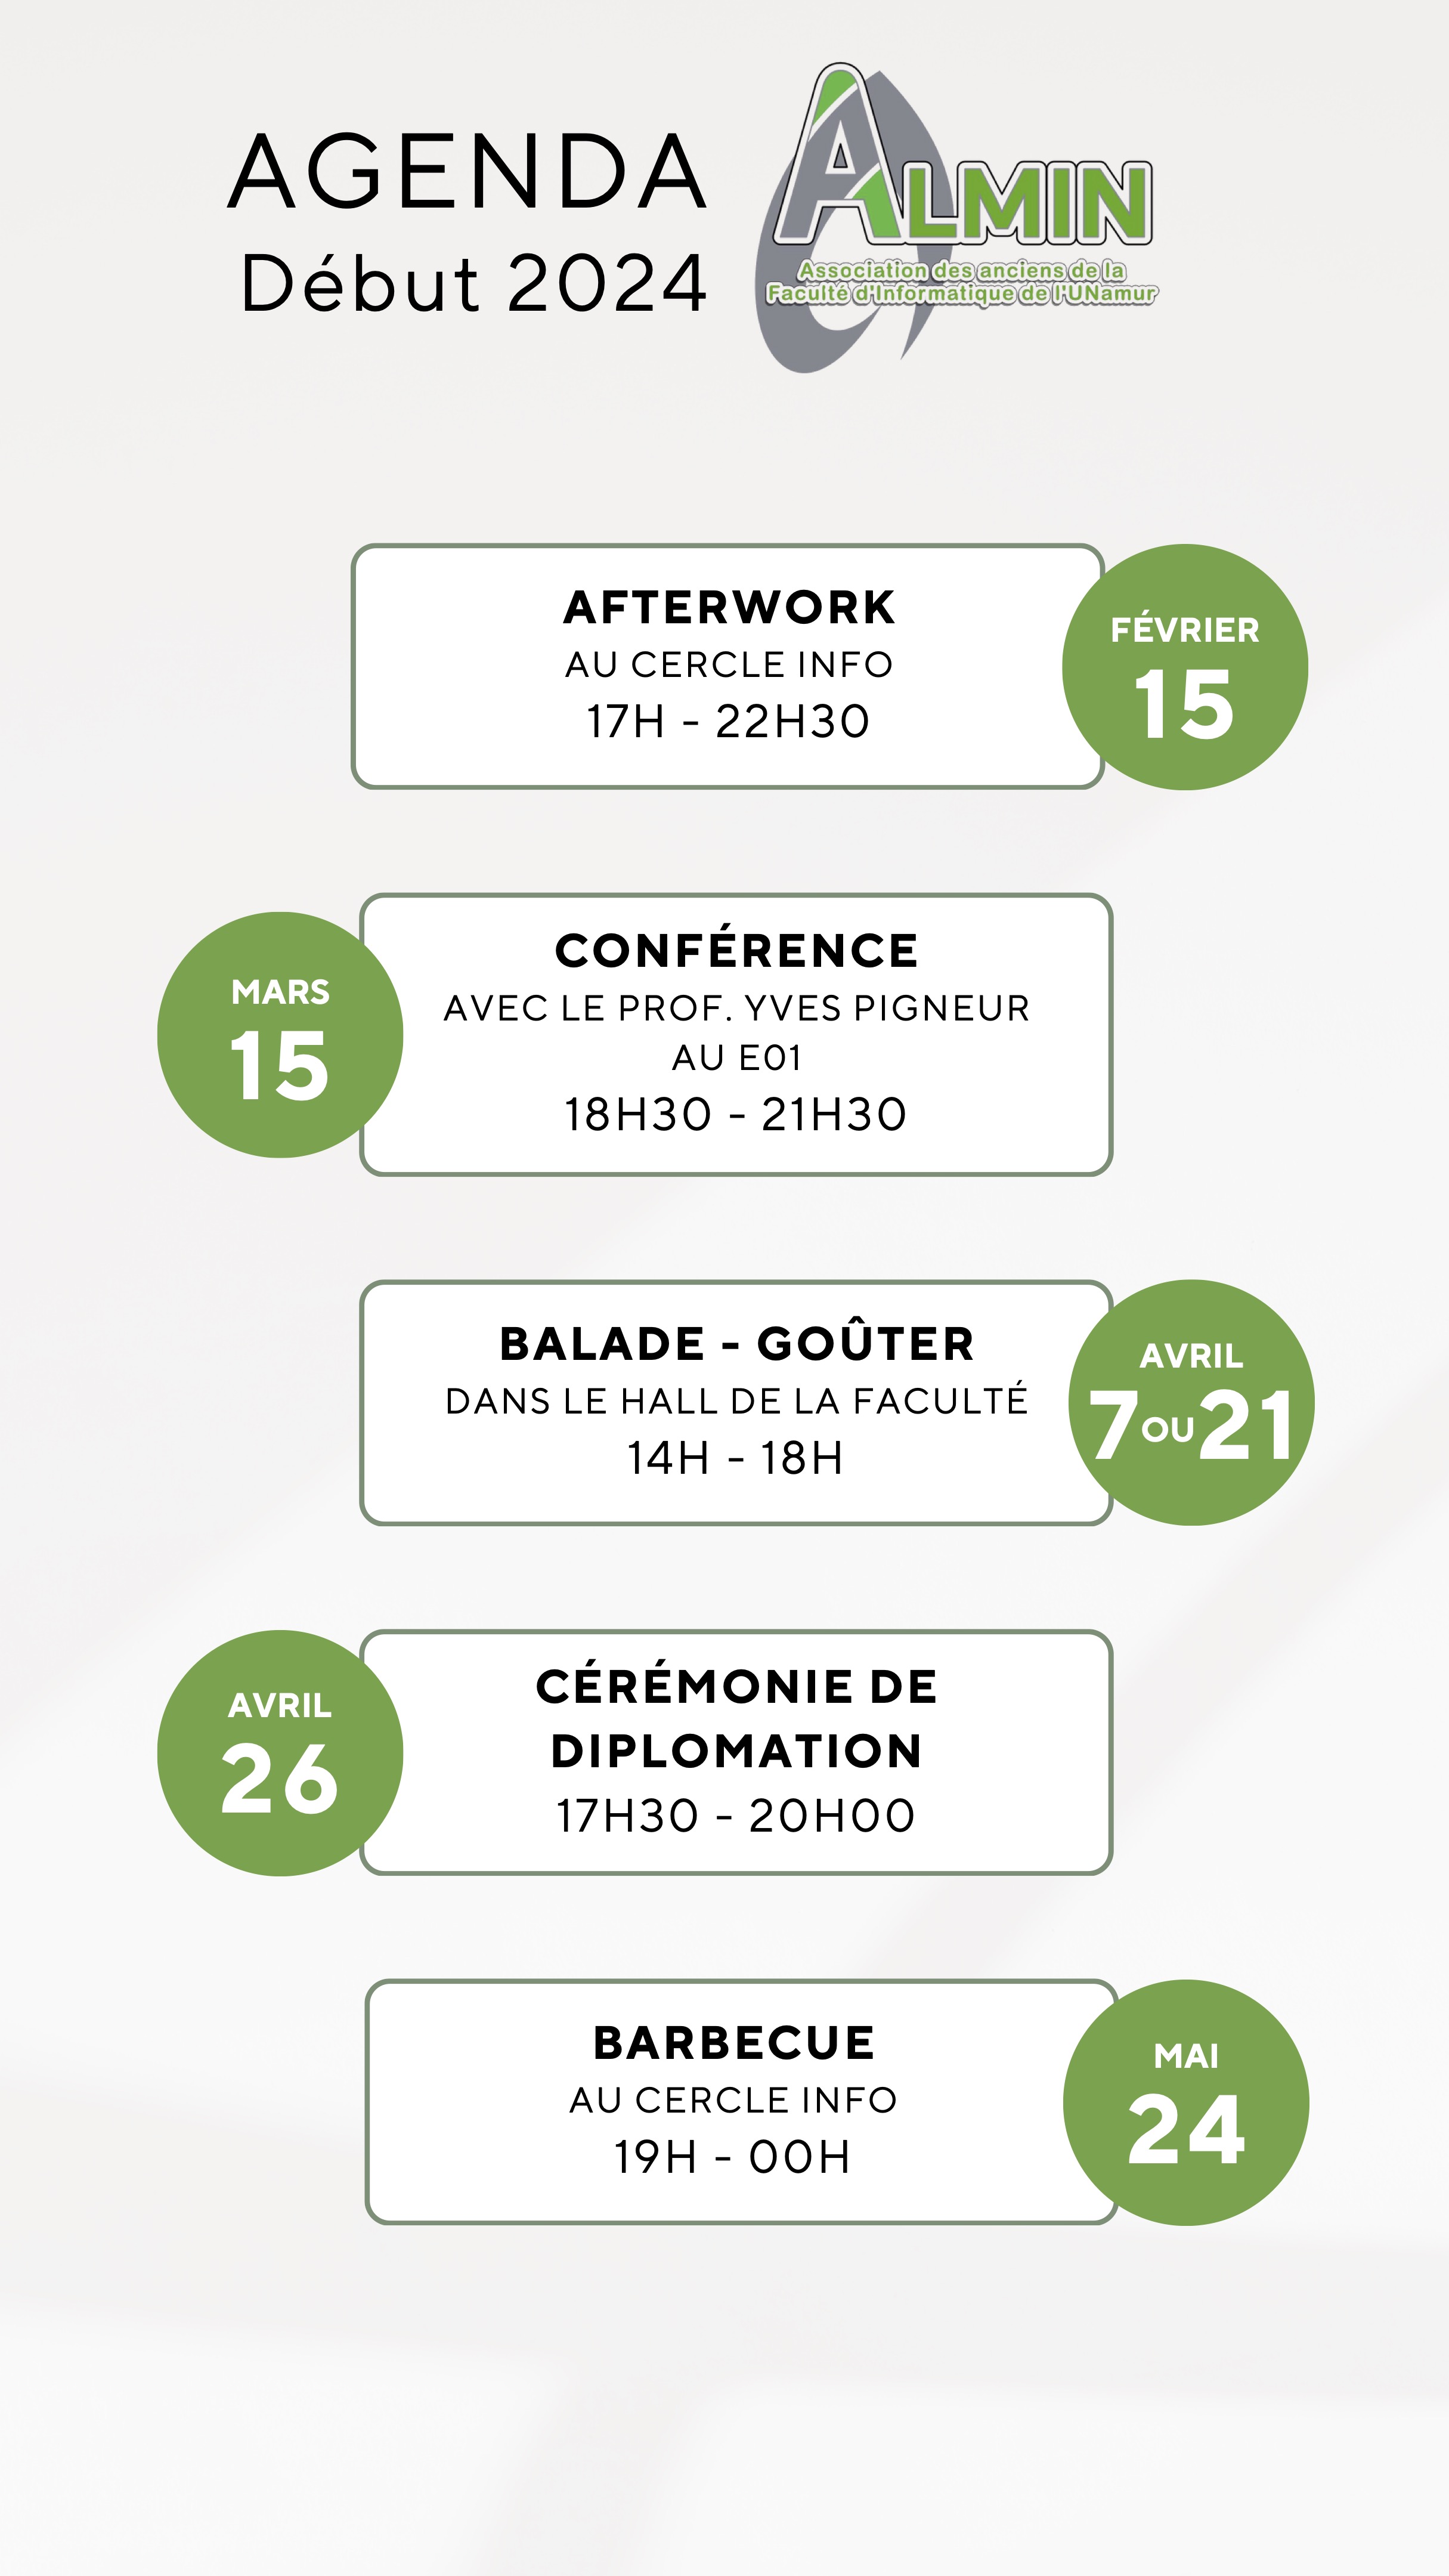 AGENDA
Début 2024
ALMIN
Association des anciens de la
Faculté d'Informatique de l'UNamur
AFTERWORK
AU CERCLE INFO
17H - 22H30
FÉVRIER
15
MARS
15
CONFÉRENCE
AVEC LE PROF. YVES PIGNEUR
AU E01
18H30 - 21H30
BALADE - GOÛTER
DANS LE HALL DE LA FACULTÉ
14H - 18H
AVRIL
7 OU 21
AVRIL
26
CÉRÉMONIE DE
DIPLOMATION
17H30 - 20H00
BARBECUE
AU CERCLE INFO
19H - 00H
MAI
24